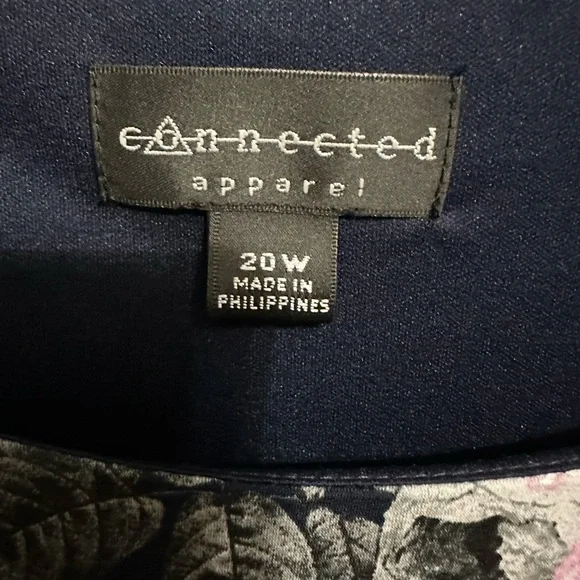 connected
apparel
20W
MADE IN
PHILIPPINES